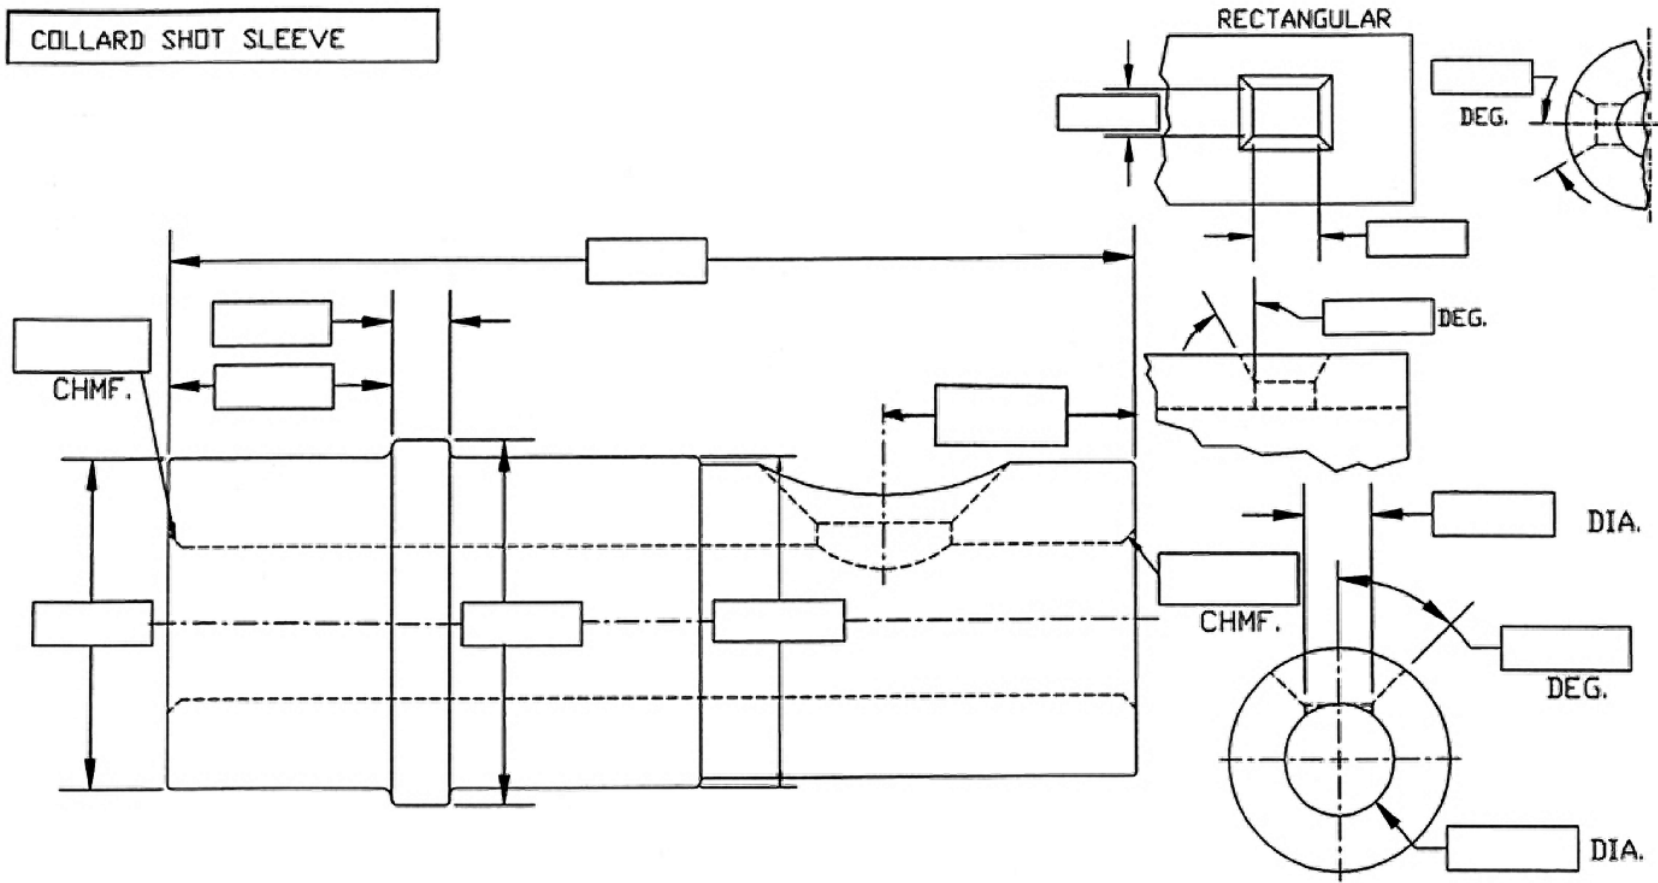 COLLARD SHOT SLEEVE
RECTANGULAR
DEG.
DEG.
CHMF.
DIA.
CHMF.
DEG.
DIA.